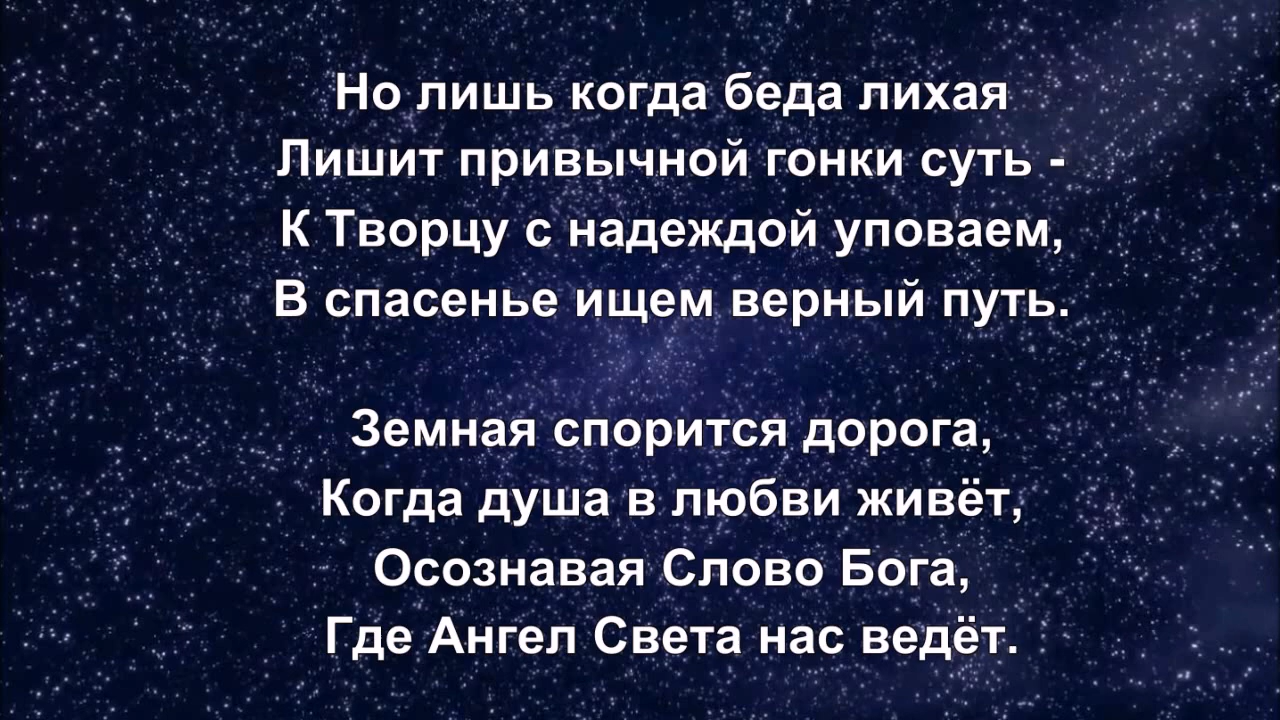 Но лишь когда беда лихая
Лишит привычной гонки суть -
К Творцу с надеждой уповаем,
В спасенье ищем верный путь.
Земная спорится дорога,
Когда душа в любви живёт,
Осознавая Слово Бога,
Где Ангел Света нас ведёт.